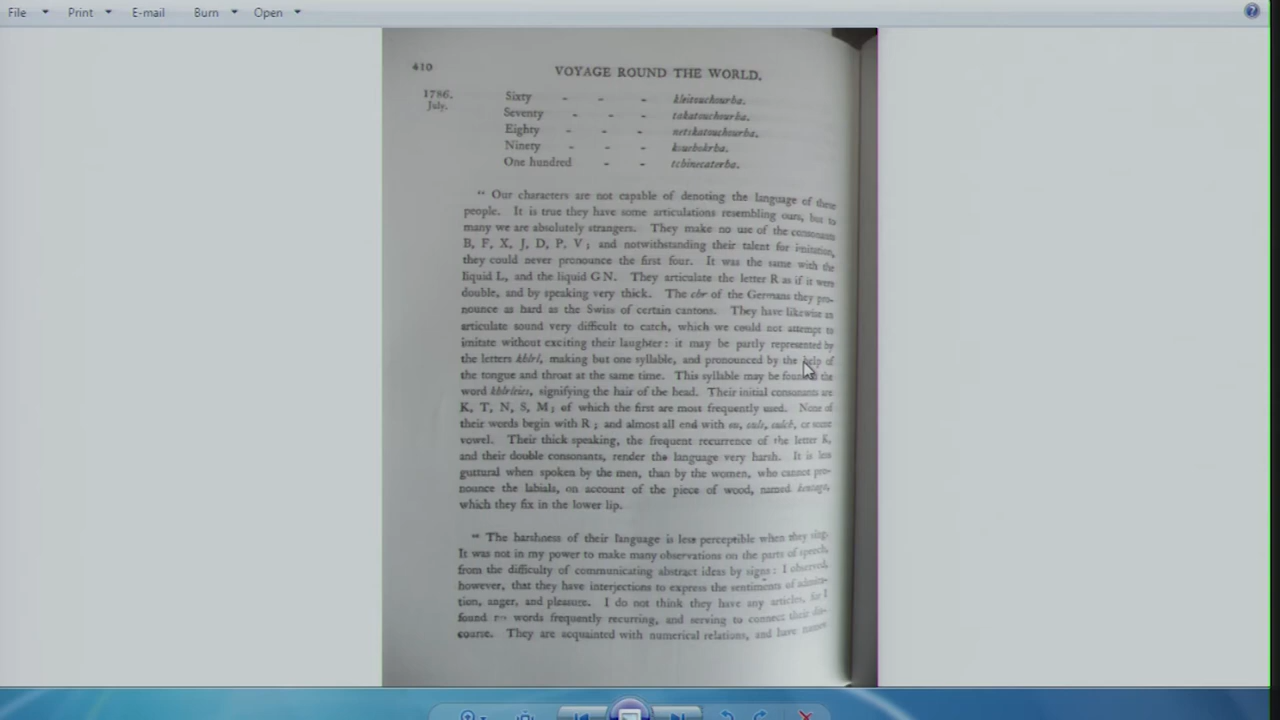 File Print E-mail Burn Open
410
VOYAGE ROUND THE WORLD.
1786.
July.
Sixty - - - kleitouchourba.
Seventy - - - tokatouchourba.
Eighty - - - netskatouchourba.
Ninety - - - kouebokrba.
One hundred - - tchinecaterba.
“ Our characters are not capable of denoting the language of these
people. It is true they have some articulations resembling ours, but to
many we are absolutely strangers. They make no use of the consonants
B, F, X, J, D, P, V; and notwithstanding their talent for imitation,
they could never pronounce the first four. It was the same with the
liquid L, and the liquid GN. They articulate the letter R as if it were
double, and by speaking very thick. The chr of the Germans they pro-
nounce as hard as the Swiss of certain cantons. They have likewise an
articulate sound very difficult to catch, which we could not attempt to
imitate without exciting their laughter: it may be partly represented by
the letters khlrl, making but one syllable, and pronounced by the help of
the tongue and throat at the same time. This syllable may be found the
word khlrleies, signifying the hair of the head. Their initial consonants are
K, T, N, S, M; of which the first are most frequently used. None of
their words begin with R; and almost all end with ou, ouls, oulch, or some
vowel. Their thick speaking, the frequent recurrence of the letter K,
and their double consonants, render the language very harsh. It is less
guttural when spoken by the men, than by the women, who cannot pro-
nounce the labials, on account of the piece of wood, named kentaga,
which they fix in the lower lip.
“ The harshness of their language is less perceptible when they sing.
It was not in my power to make many observations on the parts of speech,
from the difficulty of communicating abstract ideas by signs: I observed,
however, that they have interjections to express the sentiments of admira-
tion, anger, and pleasure. I do not think they have any articles, for I
found no words frequently recurring, and serving to connect their dis-
course. They are acquainted with numerical relations, and have names